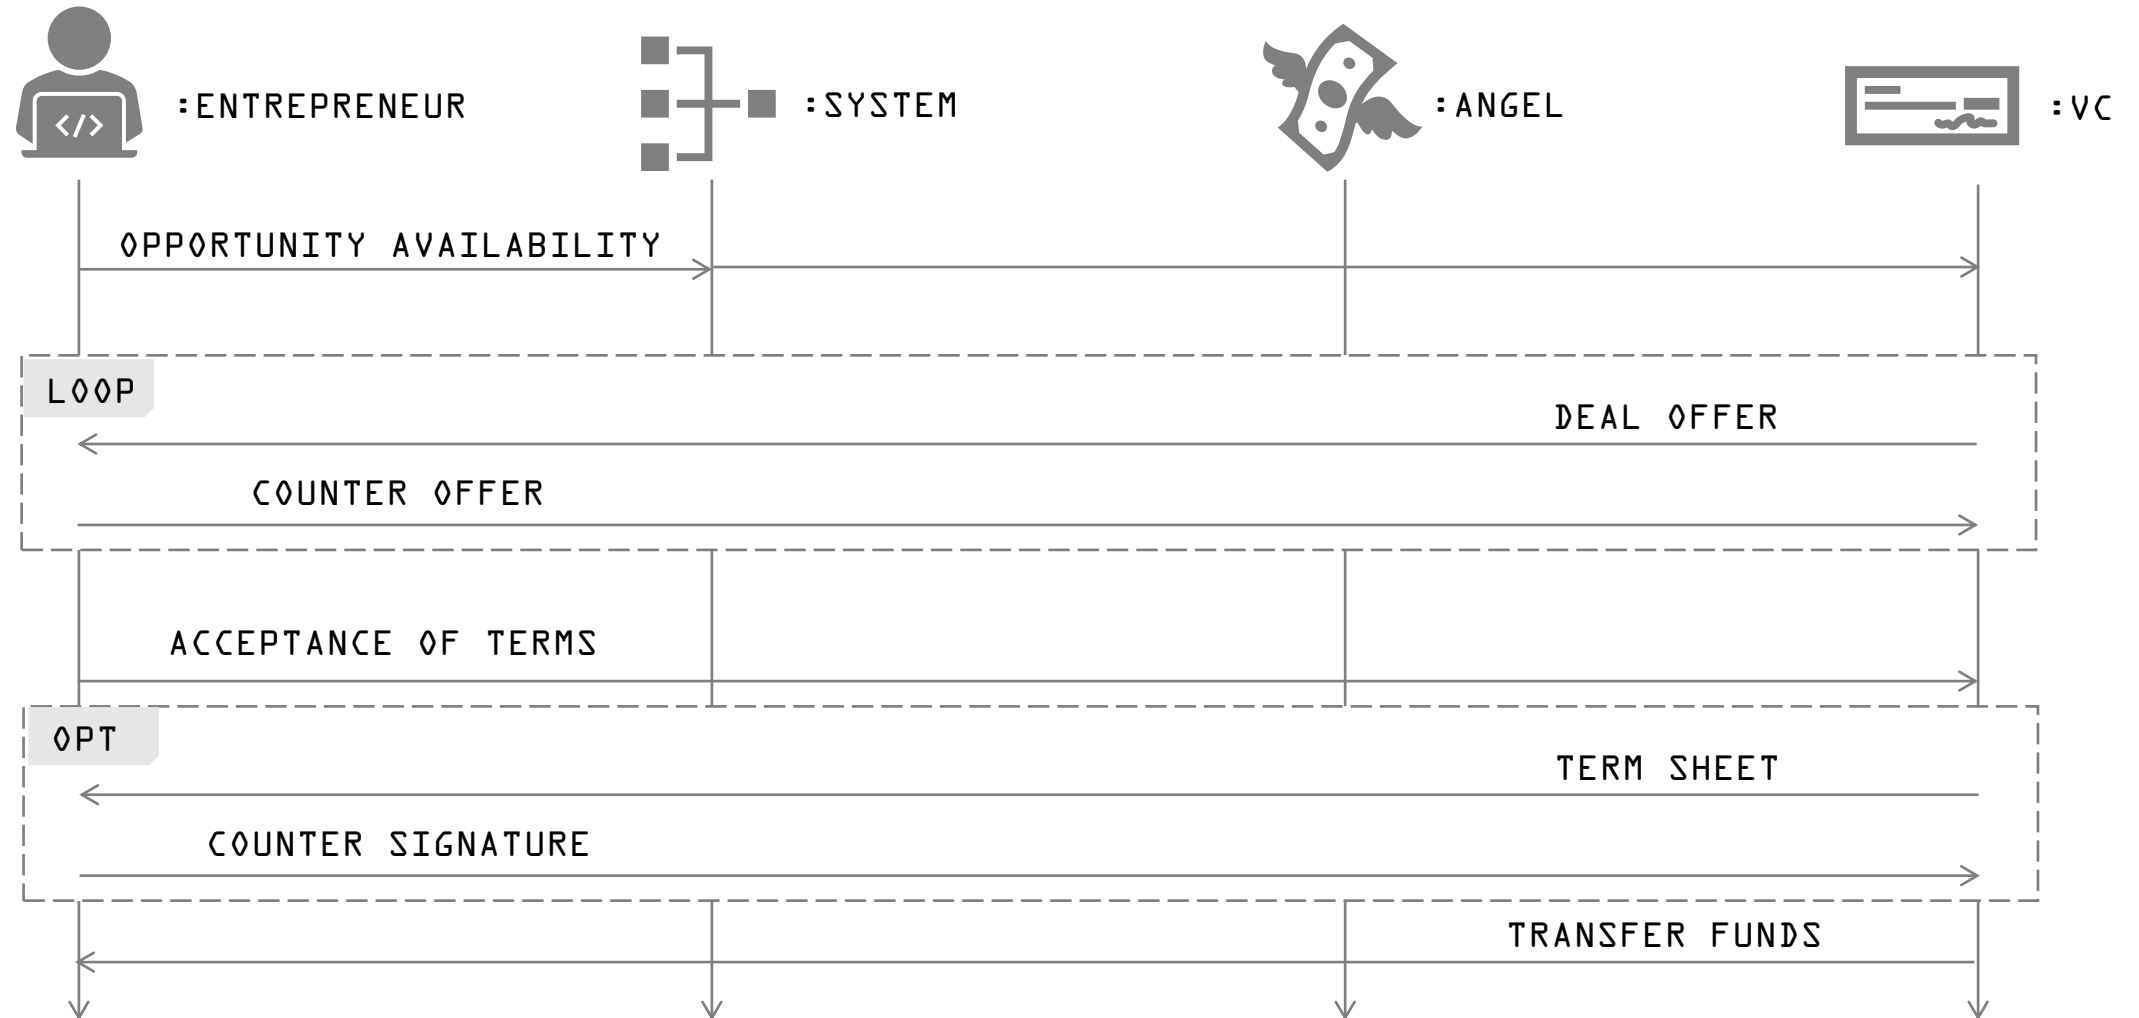 :ENTREPRENEUR
:SYSTEM
:ANGEL
:VC
OPPORTUNITY AVAILABILITY
LOOP
DEAL OFFER
COUNTER OFFER
ACCEPTANCE OF TERMS
OPT
TERM SHEET
COUNTER SIGNATURE
TRANSFER FUNDS